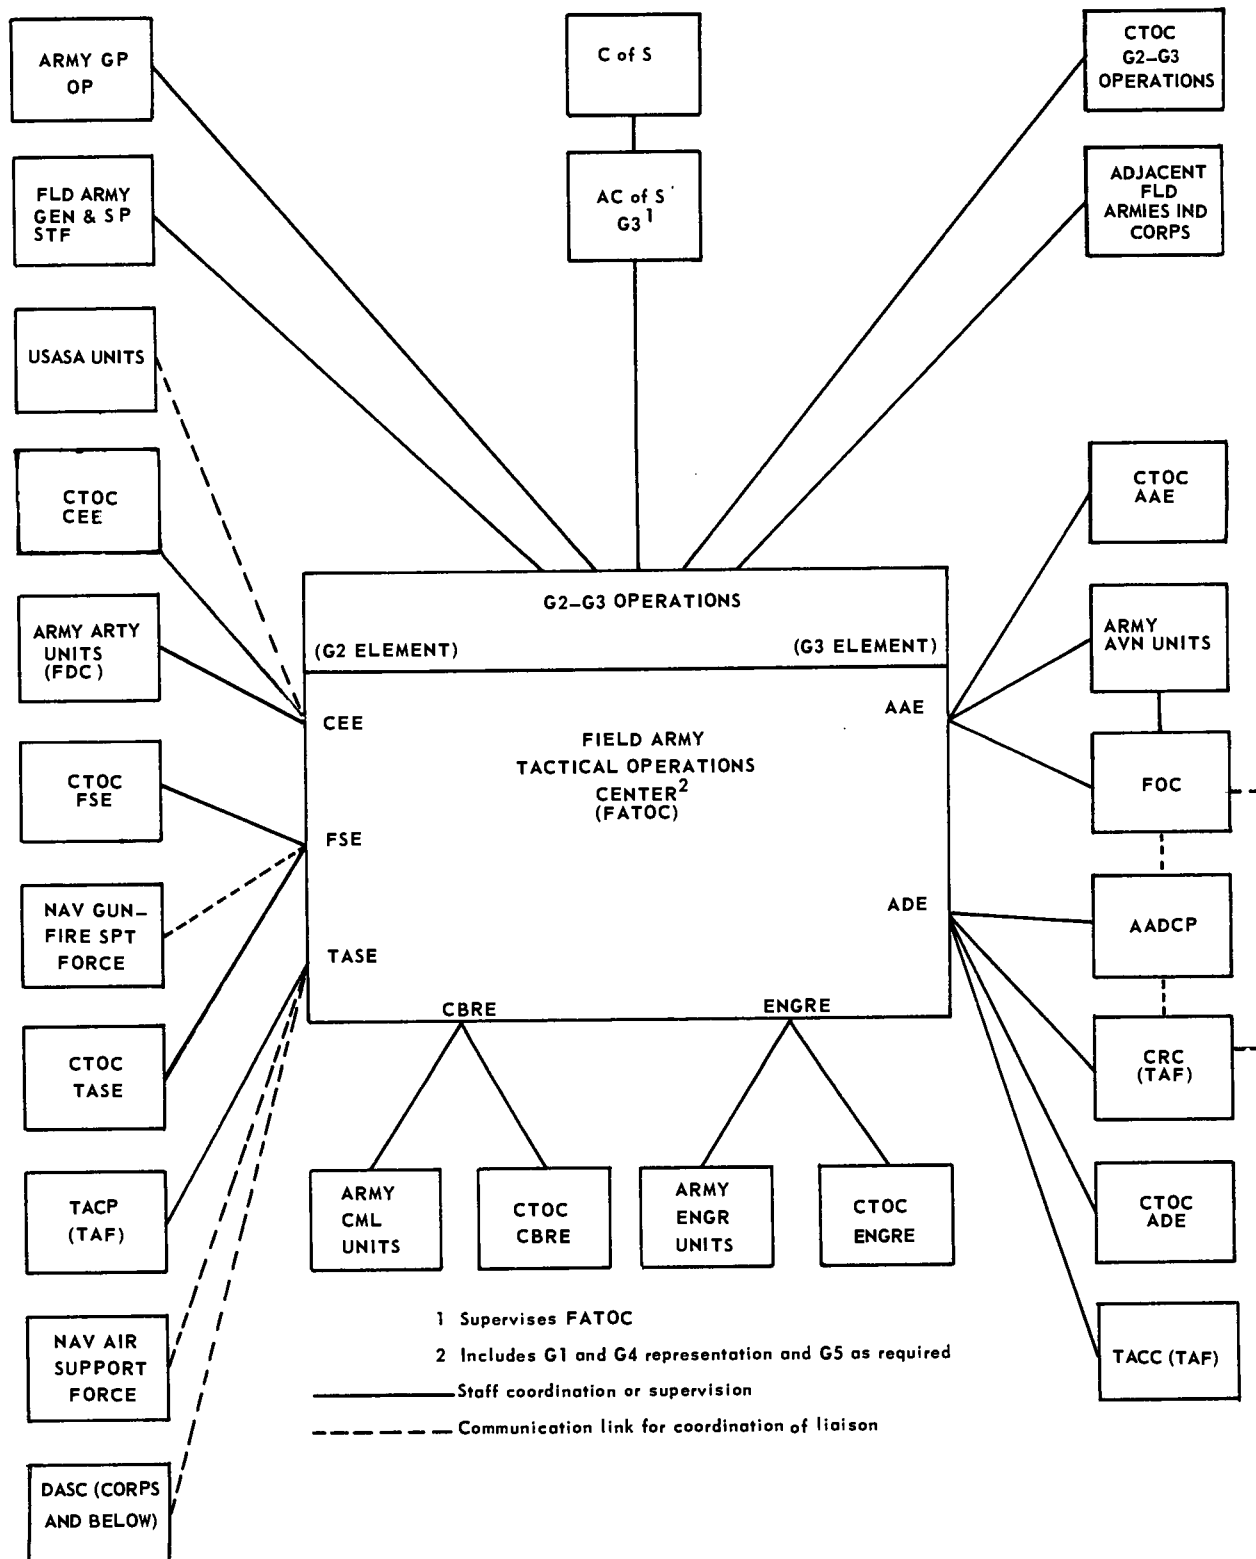 ARMY GP
OP
C of S
CTOC
G2–G3
OPERATIONS
FLD ARMY
GEN & SP
STF
AC of S
G3 1
ADJACENT
FLD
ARMIES IND
CORPS
USASA UNITS
CTOC
CEE
CTOC
AAE
ARMY ARTY
UNITS
(FDC)
ARMY
AVN UNITS
CTOC
FSE
FOC
NAV GUN–
FIRE SPT
FORCE
AADCP
CTOC
TASE
CRC
(TAF)
TACP
(TAF)
CTOC
ADE
NAV AIR
SUPPORT
FORCE
TACC (TAF)
DASC (CORPS
AND BELOW)
G2–G3 OPERATIONS
(G2 ELEMENT)
(G3 ELEMENT)
CEE
AAE
FIELD ARMY
TACTICAL OPERATIONS
CENTER 2
(FATOC)
FSE
ADE
TASE
CBRE
ENGRE
ARMY
CML
UNITS
CTOC
CBRE
ARMY
ENGR
UNITS
CTOC
ENGRE
1 Supervises FATOC
2 Includes G1 and G4 representation and G5 as required
Staff coordination or supervision
Communication link for coordination of liaison